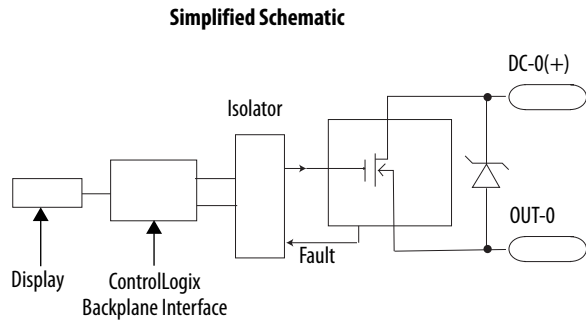 Simplified Schematic
DC-0(+)
Isolator
OUT-0
Fault
Display
ControlLogix
Backplane Interface